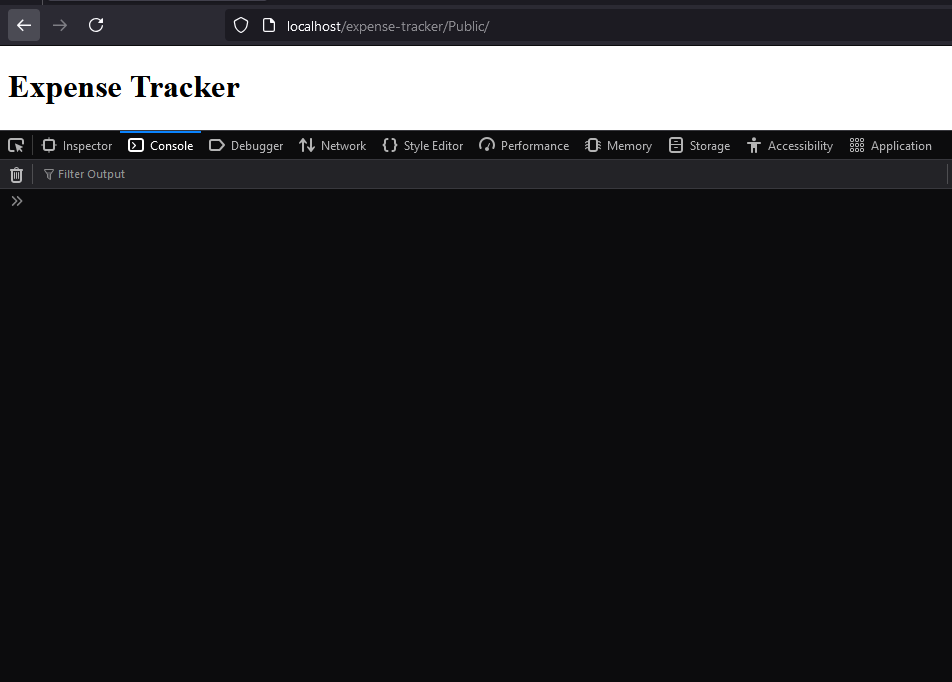 localhost/expense-tracker/Public/
Expense Tracker
Inspector Console Debugger Network Style Editor Performance Memory Storage Accessibility Application
Filter Output